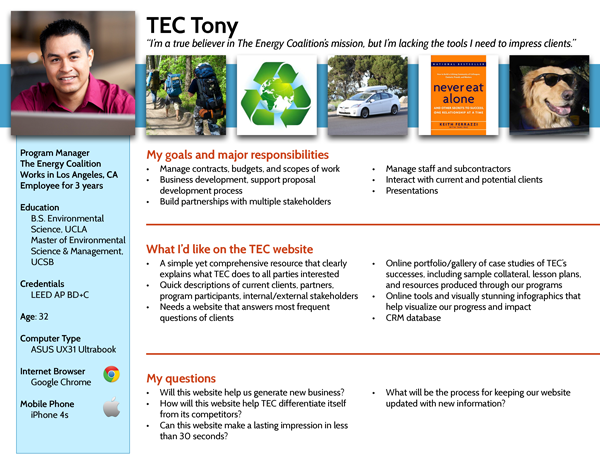 TEC Tony
“I’m a true believer in The Energy Coalition’s mission, but I’m lacking the tools I need to impress clients.”
NATIONAL BESTSELLER
never eat
alone
KEITH FERRAZZI
Program Manager
The Energy Coalition
Works in Los Angeles, CA
Employee for 3 years
Education
B.S. Environmental
Science, UCLA
Master of Environmental
Science & Management,
UCSB
Credentials
LEED AP BD+C
Age: 32
Computer Type
ASUS UX31 Ultrabook
Internet Browser
Google Chrome
Mobile Phone
iPhone 4s
My goals and major responsibilities
• Manage contracts, budgets, and scopes of work
• Business development, support proposal
development process
• Build partnerships with multiple stakeholders
• Manage staff and subcontractors
• Interact with current and potential clients
• Presentations
What I’d like on the TEC website
• A simple yet comprehensive resource that clearly
explains what TEC does to all parties interested
• Quick descriptions of current clients, partners,
program participants, internal/external stakeholders
• Needs a website that answers most frequent
questions of clients
• Online portfolio/gallery of case studies of TEC’s
successes, including sample collateral, lesson plans,
and resources produced through our programs
• Online tools and visually stunning infographics that
help visualize our progress and impact
• CRM database
My questions
• Will this website help us generate new business?
• How will this website help TEC differentiate itself
from its competitors?
• Can this website make a lasting impression in less
than 30 seconds?
• What will be the process for keeping our website
updated with new information?